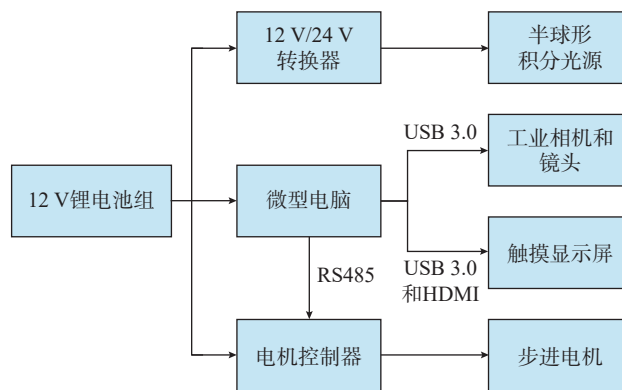 12 V/24 V
转换器
半球形
积分光源
USB 3.0
工业相机和
镜头
12 V锂电池组
微型电脑
USB 3.0
和HDMI
触摸显示屏
RS485
电机控制器
步进电机